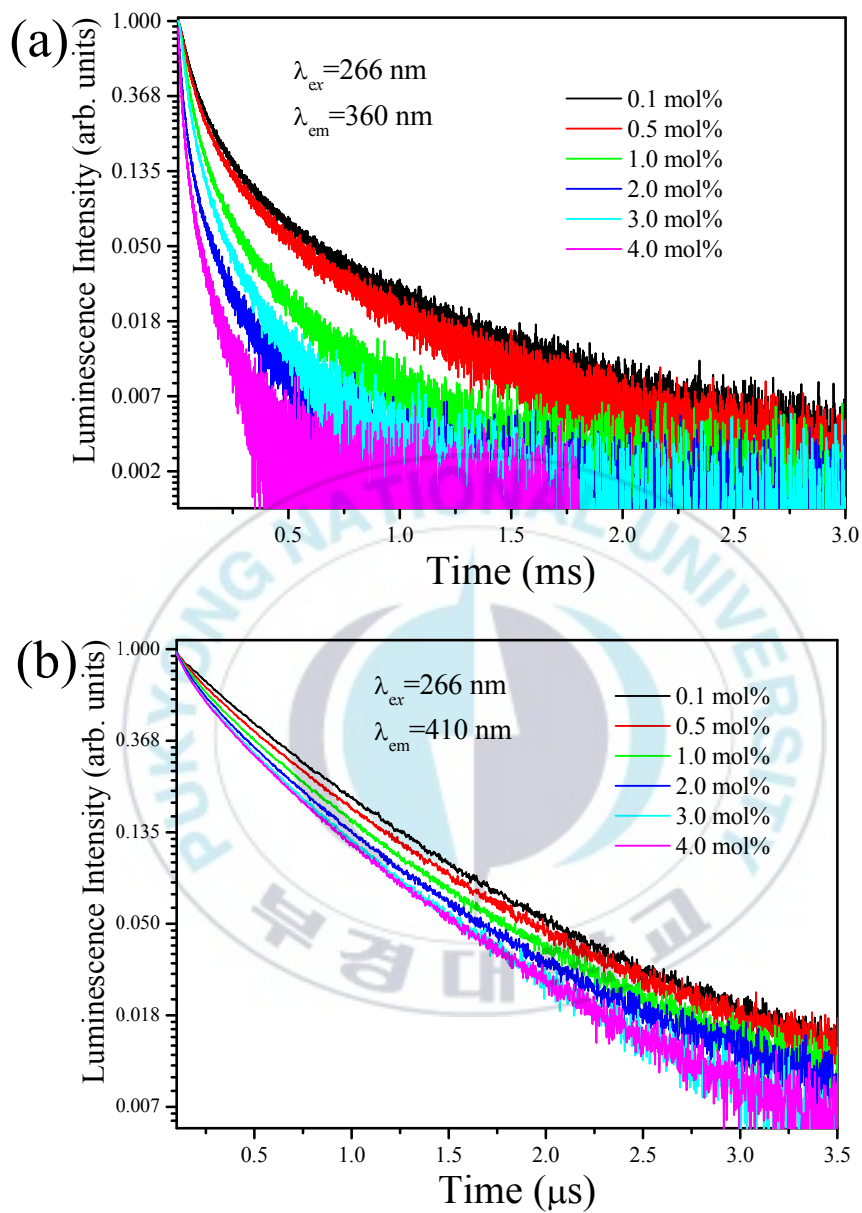 (a)
λex=266 nm
λem=360 nm
0.1 mol%
0.5 mol%
1.0 mol%
2.0 mol%
3.0 mol%
4.0 mol%
Luminescence Intensity (arb. units)
1.000
0.368
0.135
0.050
0.018
0.007
0.002
0.5
1.0
1.5
2.0
2.5
3.0
Time (ms)
PUKYONG NATIONAL UNIVERSITY
부경대학교
(b)
λex=266 nm
λem=410 nm
0.1 mol%
0.5 mol%
1.0 mol%
2.0 mol%
3.0 mol%
4.0 mol%
Luminescence Intensity (arb. units)
1.000
0.368
0.135
0.050
0.018
0.007
0.5
1.0
1.5
2.0
2.5
3.0
3.5
Time (μs)